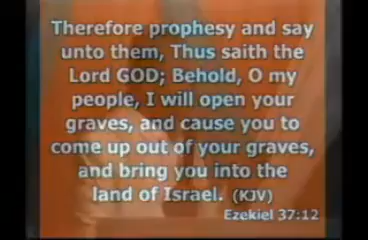 Therefore prophesy and say
unto them, Thus saith the
Lord GOD; Behold, O my
people, I will open your
graves, and cause you to
come up out of your graves,
and bring you into the
land of Israel. (KJV)
Ezekiel 37:12